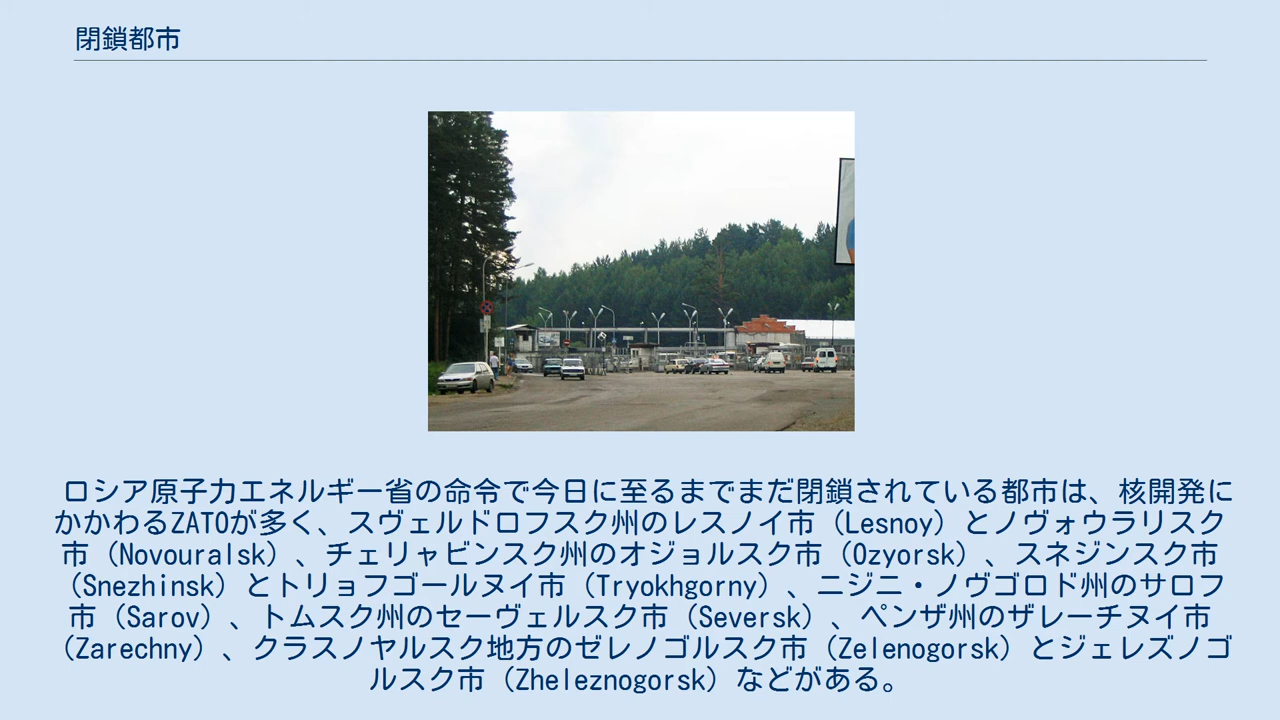 閉鎖都市
ロシア原子力エネルギー省の命令で今日に至るまでまだ閉鎖されている都市は、核開発に
かかわるZATOが多く、スヴェルドロフスク州のレスノイ市（Lesnoy）とノヴォウラリスク
市（Novouralsk）、チェリャビンスク州のオジョルスク市（Ozyorsk）、スネジンスク市
（Snezhinsk）とトリョフゴールヌイ市（Tryokhgorny）、ニジニ・ノヴゴロド州のサロフ
市（Sarov）、トムスク州のセーヴェルスク市（Seversk）、ペンザ州のザレーチヌイ市
（Zarechny）、クラスノヤルスク地方のゼレノゴルスク市（Zelenogorsk）とジェレズノゴ
ルスク市（Zheleznogorsk）などがある。